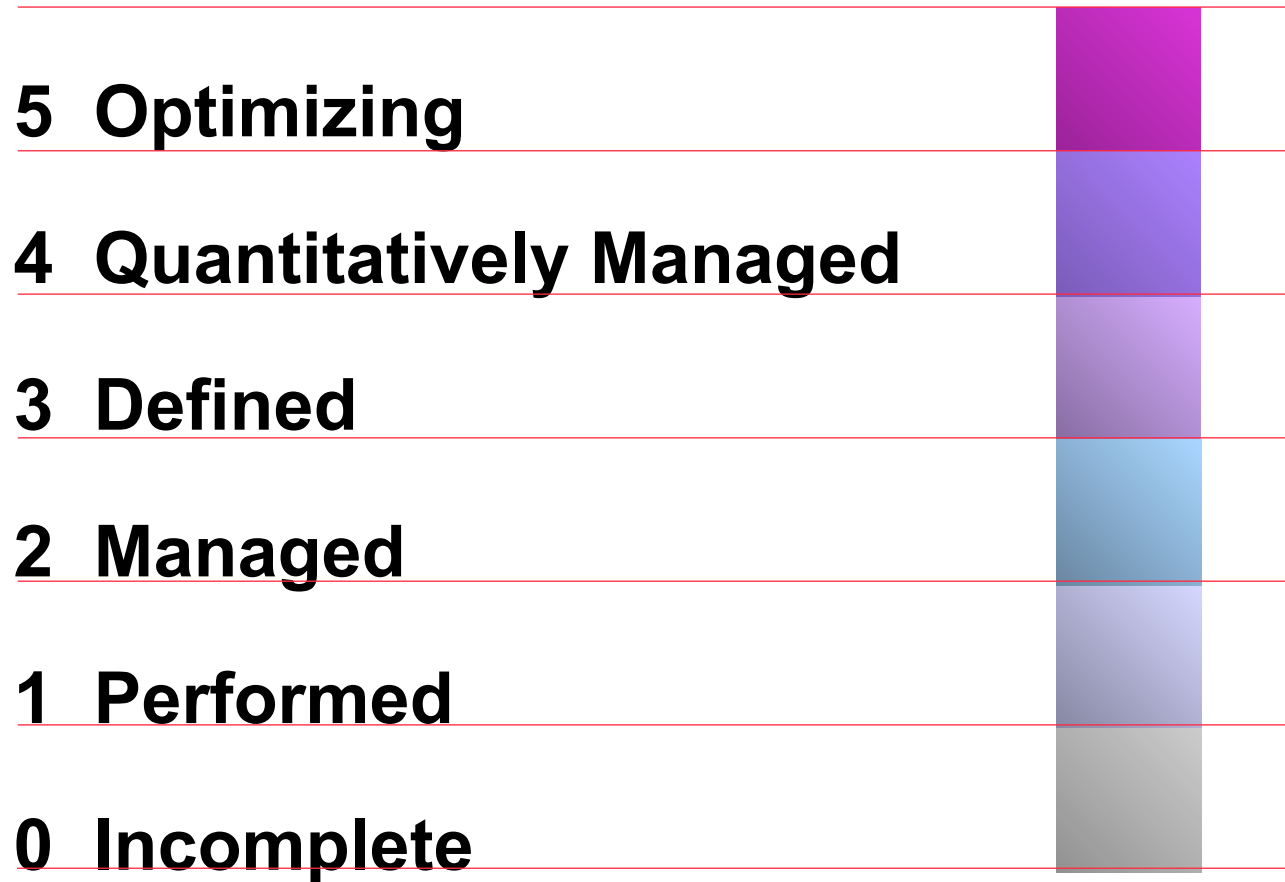 5 Optimizing
4 Quantitatively Managed
3 Defined
2 Managed
1 Performed
0 Incomplete